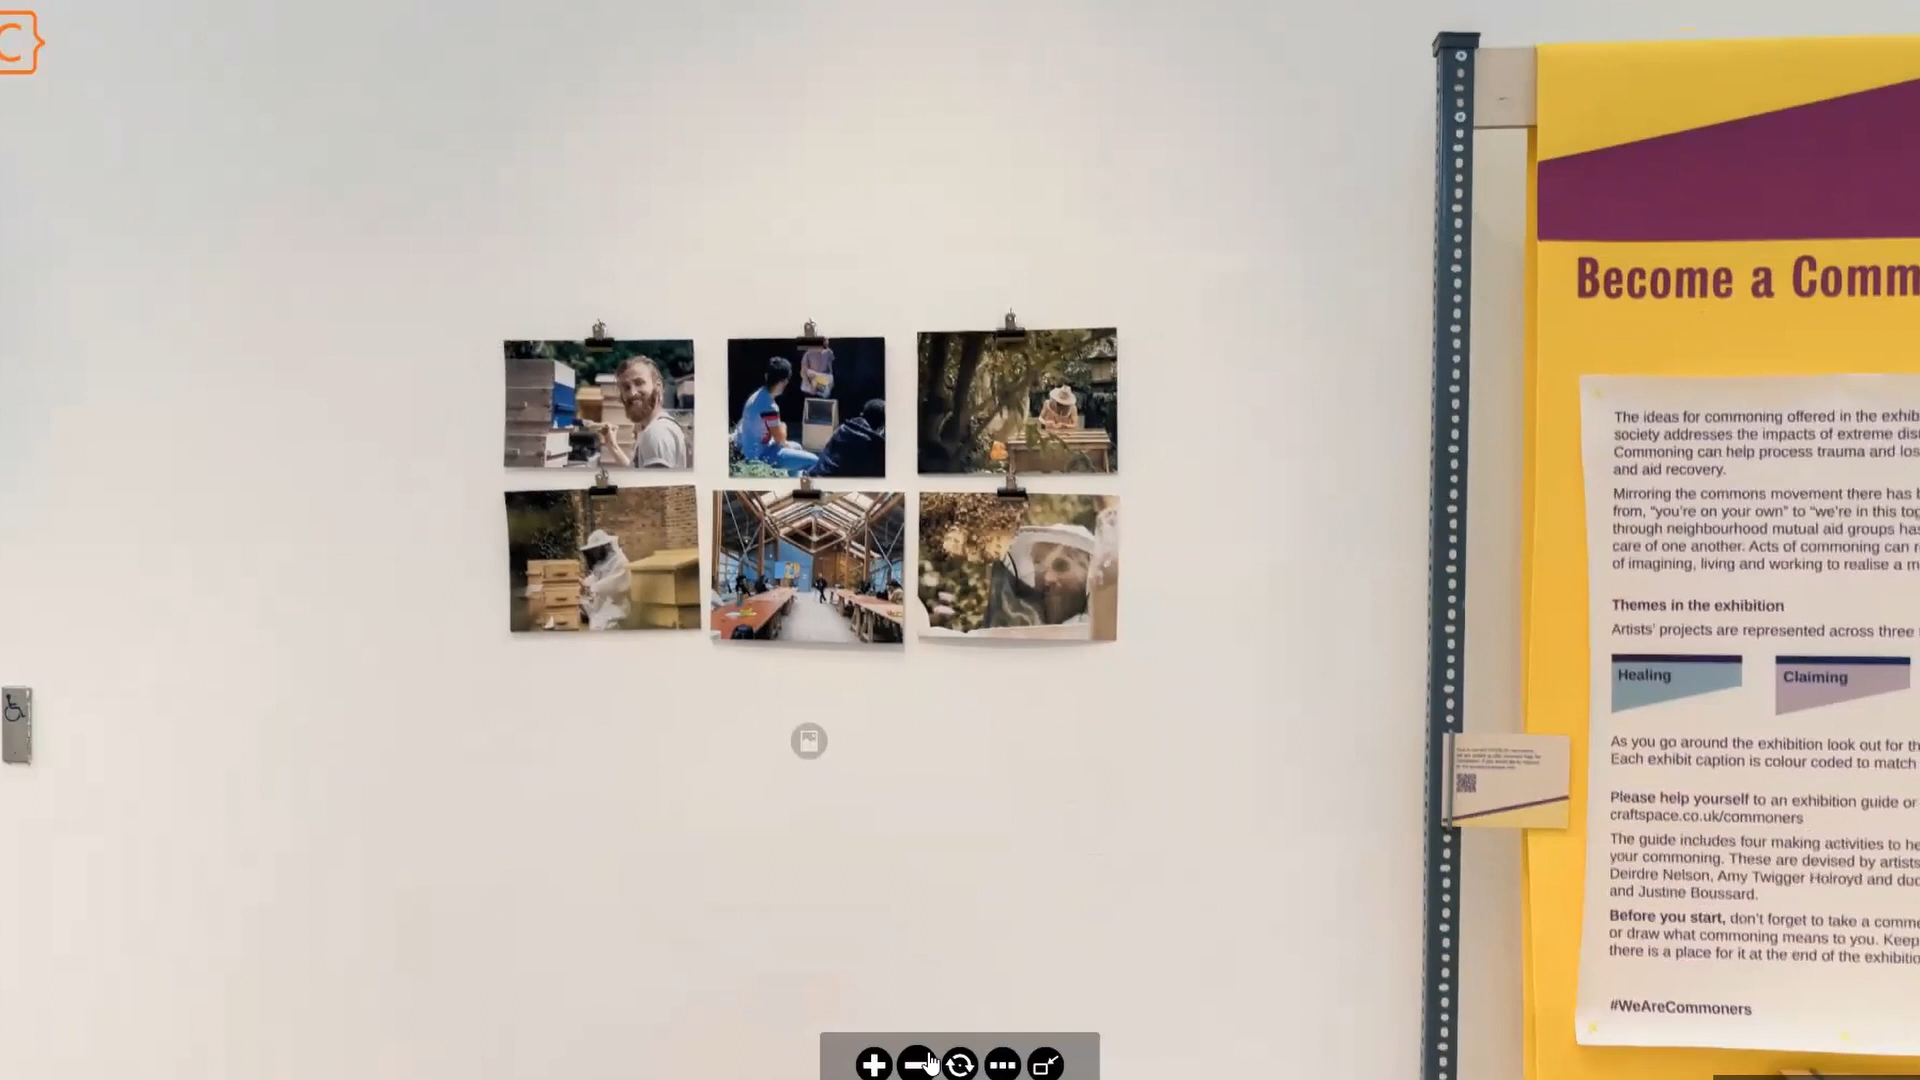 C
Become a Comm
The ideas for commoning offered in the exhib
society addresses the impacts of extreme dis
Commoning can help process trauma and los
and aid recovery.
Mirroring the commons movement there has
from, “you're on your own” to “we're in this tog
through neighbourhood mutual aid groups has
care of one another. Acts of commoning can r
of imagining, living and working to realise a m
Themes in the exhibition
Artists' projects are represented across three
Healing
Claiming
As you go around the exhibition look out for th
Each exhibit caption is colour coded to match
Please help yourself to an exhibition guide or
craftspace.co.uk/commoners
The guide includes four making activities to he
your commoning. These are devised by artists
Deirdre Nelson, Amy Twigger Holroyd and duo
and Justine Boussard.
Before you start, don't forget to take a comme
or draw what commoning means to you. Keep
there is a place for it at the end of the exhibitio
#WeAreCommoners